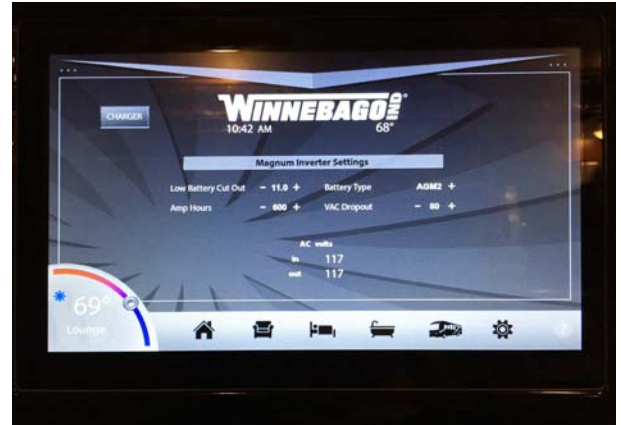 CHARGER
WINNEBAGO IND
10:42 AM 68°
Magnum Inverter Settings
Low Battery Cut Out - 11.0 + Battery Type AGM2 +
Amp Hours - 600 + VAC Dropout - 80 +
AC volts
in 117
out 117
69°
Lounge